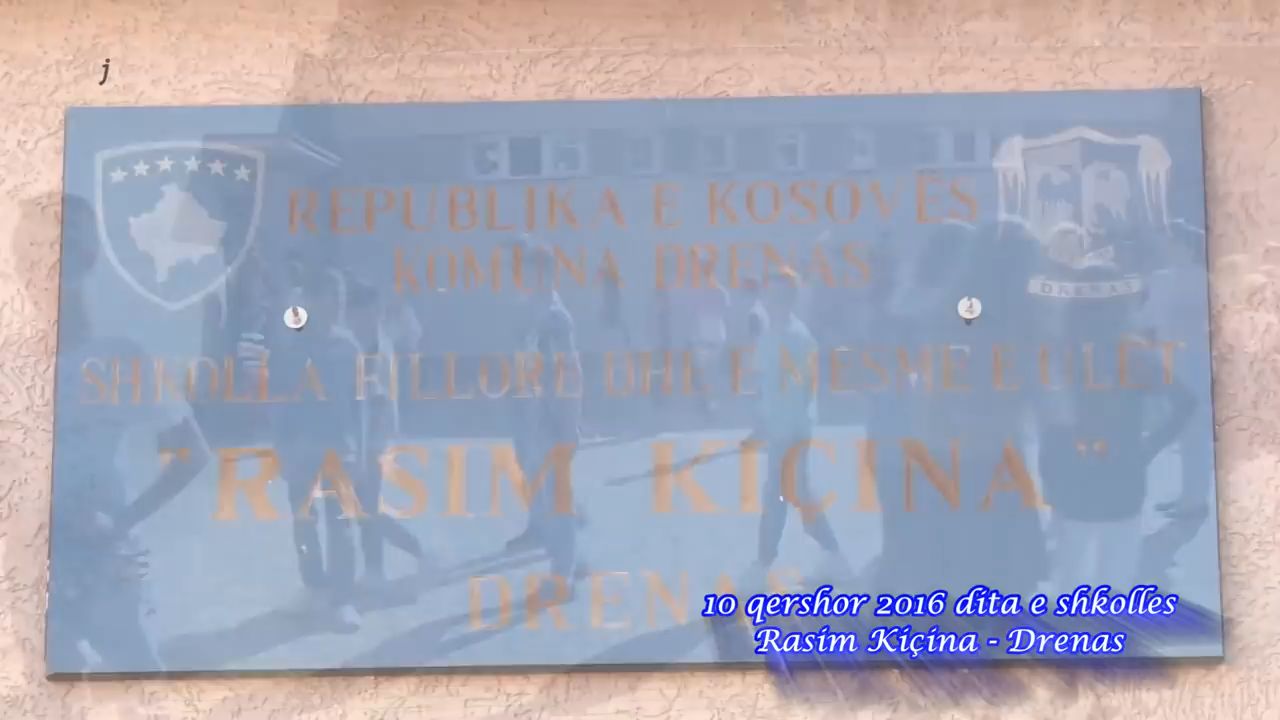 j
REPUBLIKA E KOSOVËS
KOMUNA DRENAS
DRENAS
SHKOLLA FILLORE DHE E MESME E ULËT
"RASIM KIÇINA"
DRENAS
10 qershor 2016 dita e shkolles
Rasim Kiçina - Drenas